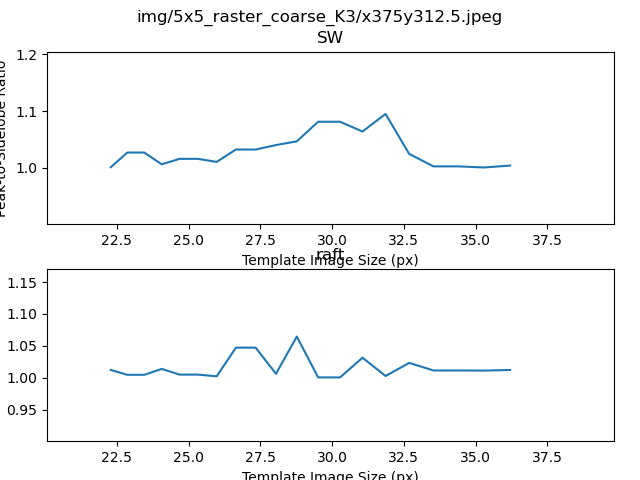 img/5x5_raster_coarse_K3/x375y312.5.jpeg
SW
1.2
1.1
1.0
Peak-to-Sidelobe Ratio
22.5 25.0 27.5 30.0 32.5 35.0 37.5
Template Image Size (px)
raft
1.15
1.10
1.05
1.00
0.95
22.5 25.0 27.5 30.0 32.5 35.0 37.5
Template Image Size (px)